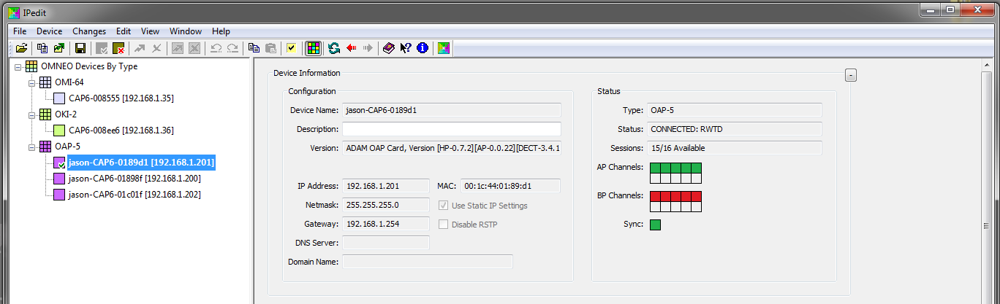 IPedit
File Device Changes Edit View Window Help
OMNEO Devices By Type
OMI-64
CAP6-008555 [192.168.1.35]
OKI-2
CAP6-008ee6 [192.168.1.36]
OAP-5
jason-CAP6-0189d1 [192.168.1.201]
jason-CAP6-01898f [192.168.1.200]
jason-CAP6-01c01f [192.168.1.202]
Device Information
-
Configuration
Device Name: jason-CAP6-0189d1
Description:
Version: ADAM OAP Card, Version [HP-0.7.2][AP-0.0.22][DECT-3.4.1
IP Address: 192.168.1.201 MAC: 00:1c:44:01:89:d1
Netmask: 255.255.255.0 Use Static IP Settings
Gateway: 192.168.1.254 Disable RSTP
DNS Server:
Domain Name:
Status
Type: OAP-5
Status: CONNECTED: RWTD
Sessions: 15/16 Available
AP Channels:
BP Channels:
Sync: